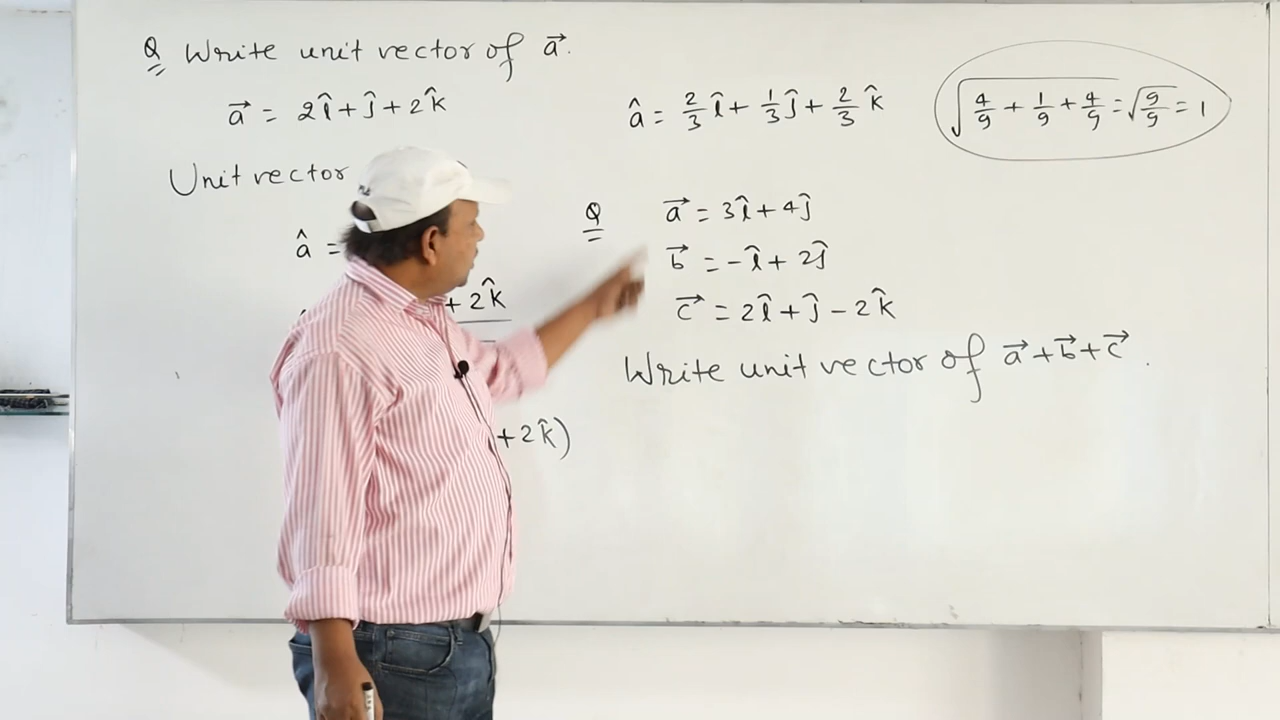 Q Write unit vector of a⃗.
a⃗ = 2î + ĵ + 2k̂
Unit vector
â =
+ 2k̂
+ 2k̂)
â = 2/3 î + 1/3 ĵ + 2/3 k̂
√(4/9 + 1/9 + 4/9) = √(9/9) = 1
Q a⃗ = 3î + 4ĵ
b⃗ = -î + 2ĵ
c⃗ = 2î + ĵ - 2k̂
Write unit vector of a⃗ + b⃗ + c⃗.